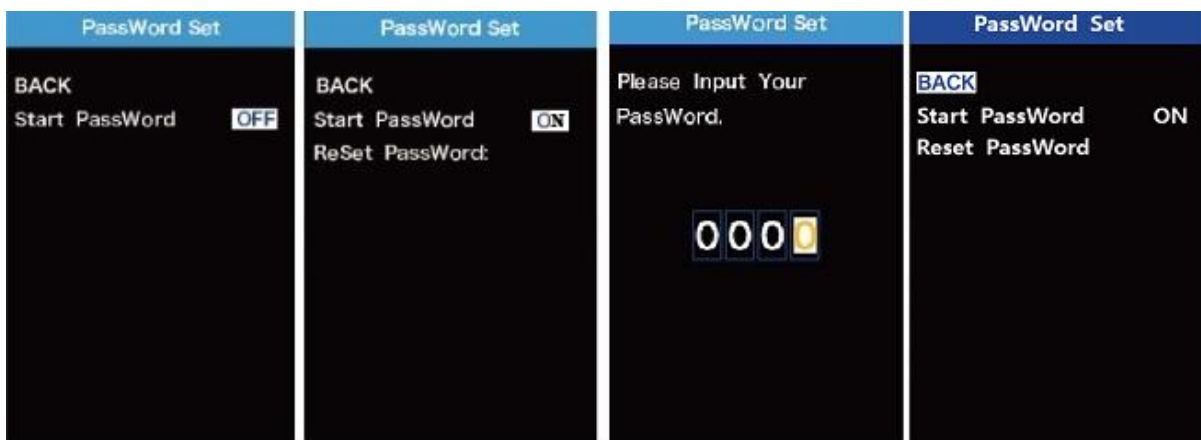 PassWord Set
BACK
Start PassWord OFF
PassWord Set
BACK
Start PassWord ON
ReSet PassWord:
PassWord Set
Please Input Your
PassWord.
0000
PassWord Set
BACK
Start PassWord ON
Reset PassWord